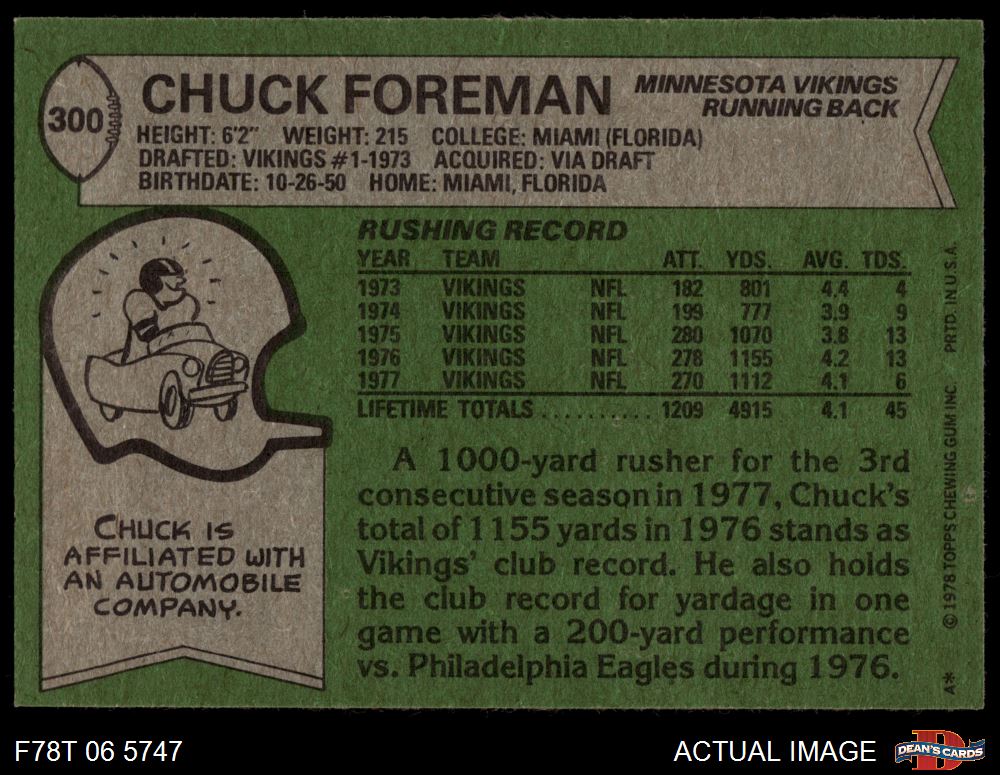 300
CHUCK FOREMAN
MINNESOTA VIKINGS
RUNNING BACK
HEIGHT: 6'2" WEIGHT: 215 COLLEGE: MIAMI (FLORIDA)
DRAFTED: VIKINGS #1-1973 ACQUIRED: VIA DRAFT
BIRTHDATE: 10-26-50 HOME: MIAMI, FLORIDA
RUSHING RECORD
YEAR TEAM ATT. YDS. AVG. TDS.
1973 VIKINGS NFL 182 801 4.4 4
1974 VIKINGS NFL 199 777 3.9 9
1975 VIKINGS NFL 280 1070 3.8 13
1976 VIKINGS NFL 278 1155 4.2 13
1977 VIKINGS NFL 270 1112 4.1 6
LIFETIME TOTALS .......... 1209 4915 4.1 45
A 1000-yard rusher for the 3rd
consecutive season in 1977, Chuck's
total of 1155 yards in 1976 stands as
Vikings' club record. He also holds
the club record for yardage in one
game with a 200-yard performance
vs. Philadelphia Eagles during 1976.
CHUCK IS
AFFILIATED WITH
AN AUTOMOBILE
COMPANY.
A* © 1978 TOPPS CHEWING GUM INC. PRTD. IN U.S.A.
F78T 06 5747
ACTUAL IMAGE
D
DEAN'S CARDS